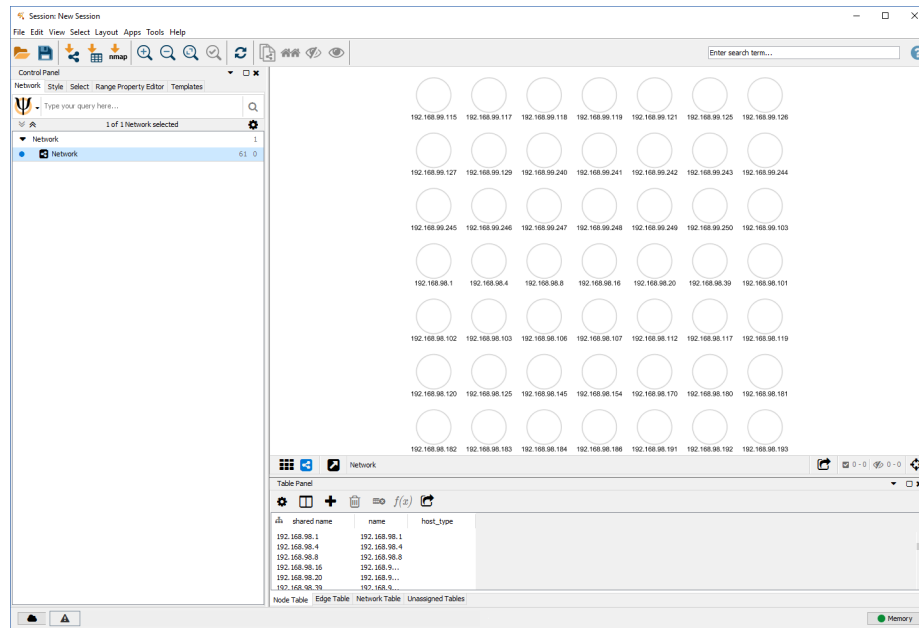 Session: New Session
File Edit View Select Layout Apps Tools Help
nmap
Enter search term...
Control Panel
Network Style Select Range Property Editor Templates
Type your query here...
1 of 1 Network selected
Network 1
Network 61 0
192.168.99.115 192.168.99.117 192.168.99.118 192.168.99.119 192.168.99.121 192.168.99.125 192.168.99.126
192.168.99.127 192.168.99.129 192.168.99.240 192.168.99.241 192.168.99.242 192.168.99.243 192.168.99.244
192.168.99.245 192.168.99.246 192.168.99.247 192.168.99.248 192.168.99.249 192.168.99.250 192.168.99.103
192.168.98.1 192.168.98.4 192.168.98.8 192.168.98.16 192.168.98.20 192.168.98.39 192.168.98.101
192.168.98.102 192.168.98.103 192.168.98.106 192.168.98.107 192.168.98.112 192.168.98.117 192.168.98.119
192.168.98.120 192.168.98.125 192.168.98.145 192.168.98.154 192.168.98.170 192.168.98.180 192.168.98.181
192.168.98.182 192.168.98.183 192.168.98.184 192.168.98.186 192.168.98.191 192.168.98.192 192.168.98.193
Network 0 - 0 0 - 0
Table Panel
f(x)
shared name name host_type
192.168.98.1 192.168.98.1
192.168.98.4 192.168.98.4
192.168.98.8 192.168.98.8
192.168.98.16 192.168.9...
192.168.98.20 192.168.9...
192.168.98.39 192.168.9...
Node Table Edge Table Network Table Unassigned Tables
Memory